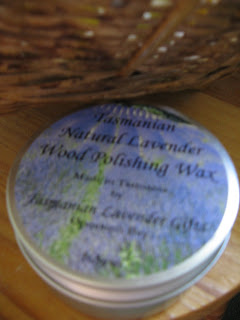 Tasmanian
Natural Lavender
Wood Polishing Wax
Made in Tasmania
by
Tasmanian Lavender Gifts